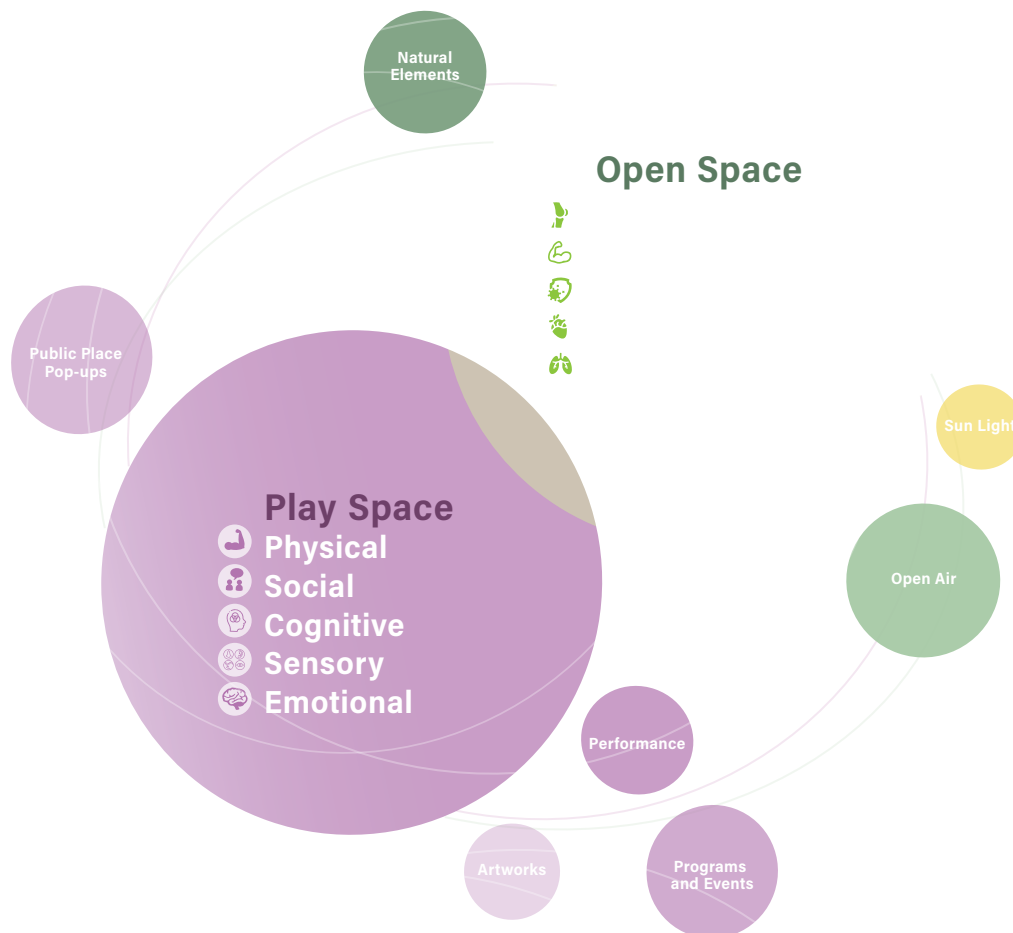 Natural
Elements
Open Space
Public Place
Pop-ups
Sun Light
Play Space
Physical
Social
Cognitive
Sensory
Emotional
Open Air
Performance
Artworks
Programs
and Events